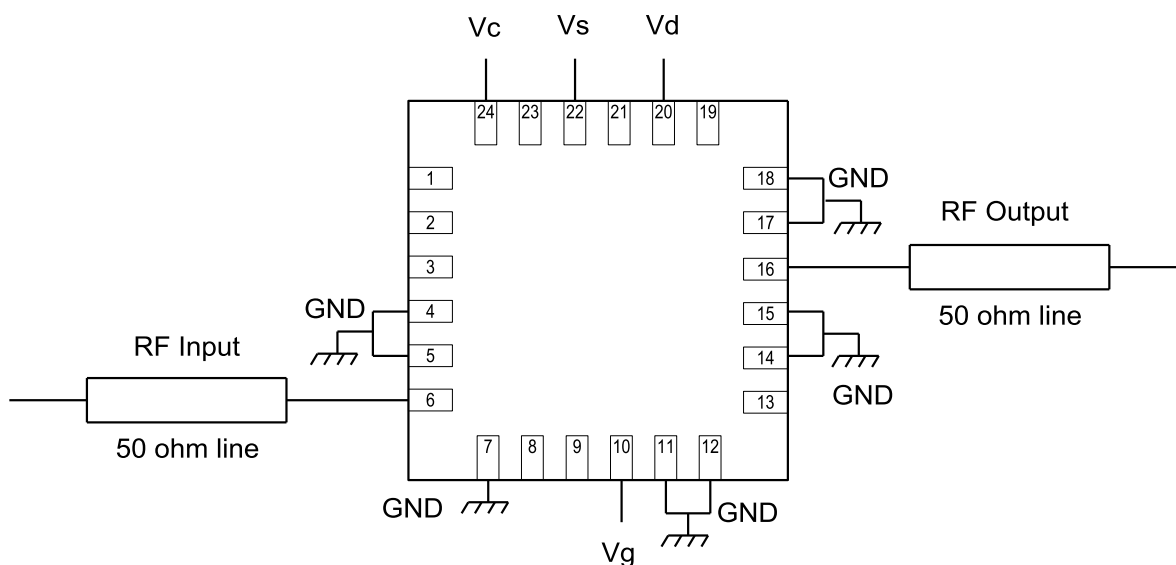 Vc Vs Vd
24 23 22 21 20 19
1 18 GND
2 17 RF Output
3 16
GND 4 15 50 ohm line
RF Input 5 14 GND
6 13
50 ohm line
7 8 9 10 11 12
GND GND
Vg